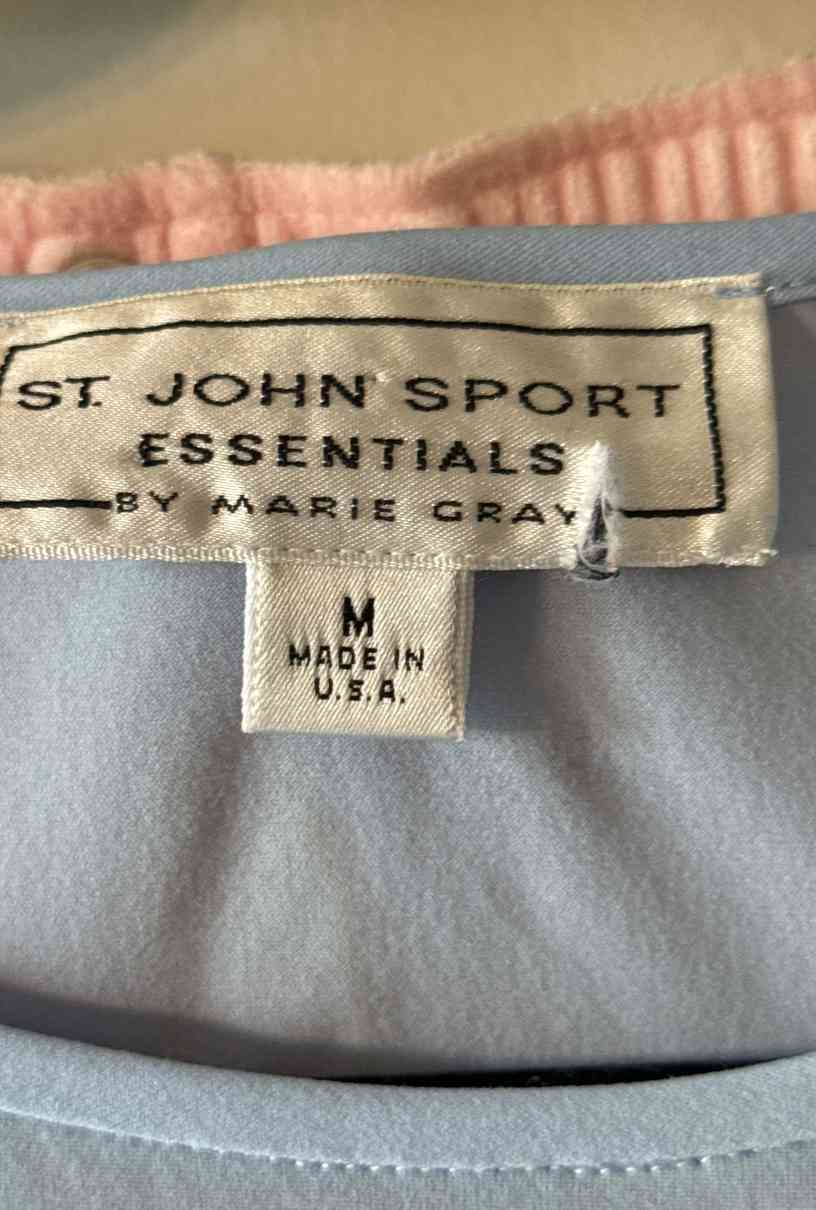 ST. JOHN SPORT
ESSENTIALS
BY MARIE GRAY
M
MADE IN
U.S.A.